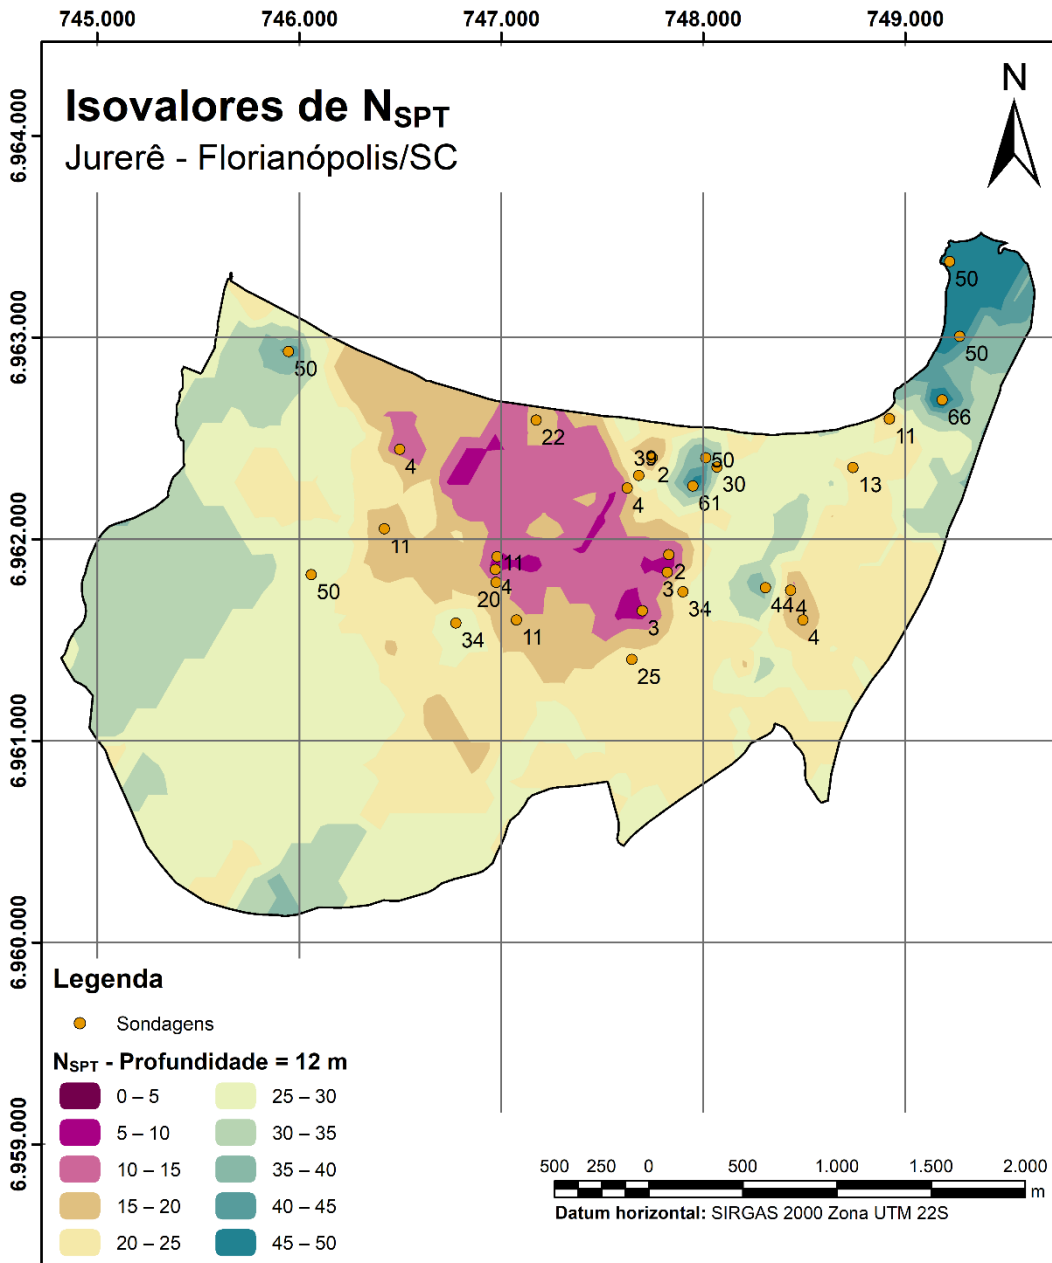 745.000 746.000 747.000 748.000 749.000
Isovalores de NSPT
Jurerê - Florianópolis/SC
N
6.964.000
6.963.000
6.962.000
6.961.000
6.960.000
6.959.000
50
50
50
66
11
22
4
39
9
2
50
30
13
4
61
11
11
2
50
4
3
20
34
44
4
34
11
3
4
25
Legenda
Sondagens
NSPT - Profundidade = 12 m
0 – 5 25 – 30
5 – 10 30 – 35
10 – 15 35 – 40
15 – 20 40 – 45
20 – 25 45 – 50
500 250 0 500 1.000 1.500 2.000
m
Datum horizontal: SIRGAS 2000 Zona UTM 22S